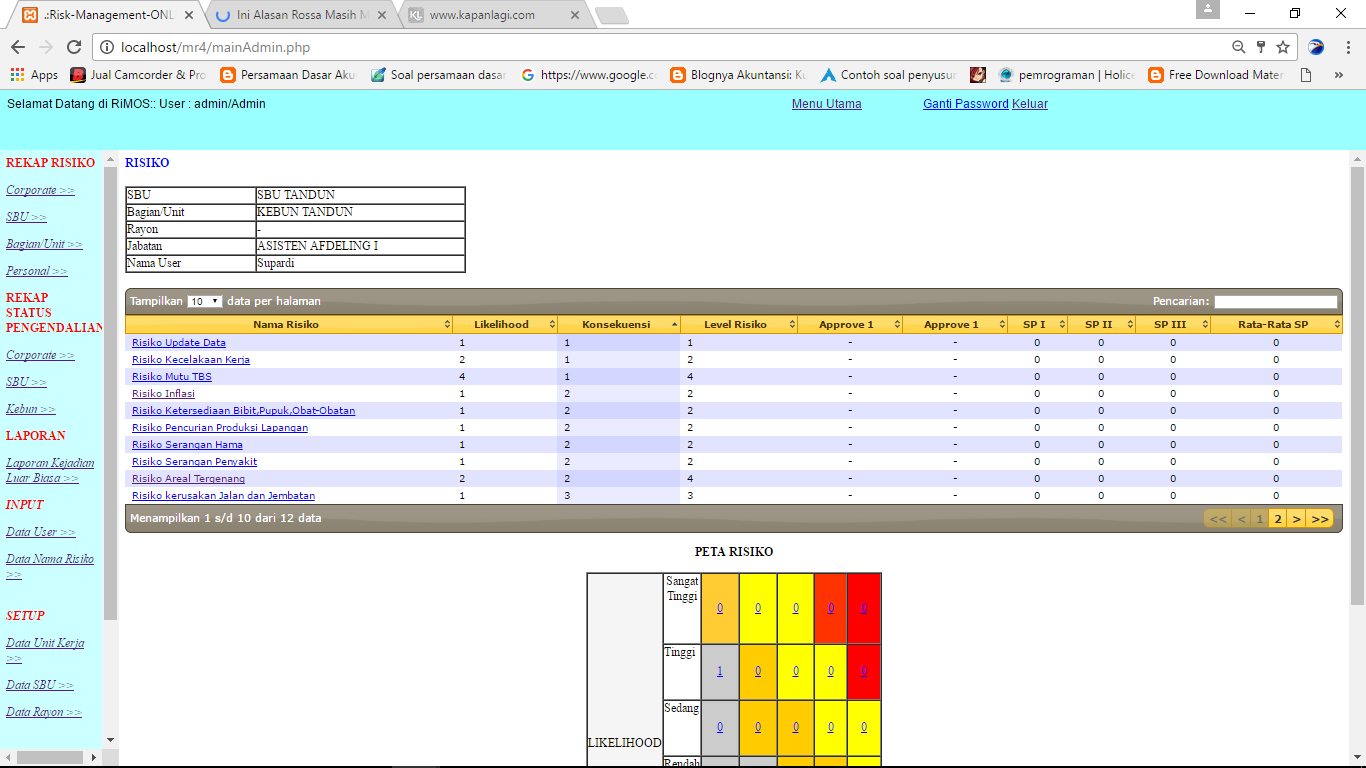 .:Risk-Management-ONL
Ini Alasan Rossa Masih M
www.kapanlagi.com
localhost/mr4/mainAdmin.php
Apps Jual Camcorder & Pro Persamaan Dasar Aku Soal persamaan dasar https://www.google.c Blognya Akuntansi: Ku Contoh soal penyusun pemrograman | Holic Free Download Mater »
Selamat Datang di RiMOS:: User : admin/Admin Menu Utama Ganti Password Keluar
REKAP RISIKO
Corporate >>
SBU >>
Bagian/Unit >>
Personal >>
REKAP
STATUS
PENGENDALIAN
Corporate >>
SBU >>
Kebun >>
LAPORAN
Laporan Kejadian
Luar Biasa >>
INPUT
Data User >>
Data Nama Risiko
>>
SETUP
Data Unit Kerja
>>
Data SBU >>
Data Rayon >>
RISIKO
SBU SBU TANDUN
Bagian/Unit KEBUN TANDUN
Rayon -
Jabatan ASISTEN AFDELING I
Nama User Supardi
Tampilkan 10 data per halaman Pencarian:
Nama Risiko Likelihood Konsekuensi Level Risiko Approve 1 Approve 1 SP I SP II SP III Rata-Rata SP
Risiko Update Data 1 1 1 - - 0 0 0 0
Risiko Kecelakaan Kerja 2 1 2 - - 0 0 0 0
Risiko Mutu TBS 4 1 4 - - 0 0 0 0
Risiko Inflasi 1 2 2 - - 0 0 0 0
Risiko Ketersediaan Bibit,Pupuk,Obat-Obatan 1 2 2 - - 0 0 0 0
Risiko Pencurian Produksi Lapangan 1 2 2 - - 0 0 0 0
Risiko Serangan Hama 1 2 2 - - 0 0 0 0
Risiko Serangan Penyakit 1 2 2 - - 0 0 0 0
Risiko Areal Tergenang 2 2 4 - - 0 0 0 0
Risiko kerusakan Jalan dan Jembatan 1 3 3 - - 0 0 0 0
Menampilkan 1 s/d 10 dari 12 data << < 1 2 > >>
PETA RISIKO
LIKELIHOOD
Sangat
Tinggi 0 0 0 0 0
Tinggi 1 0 0 0 0
Sedang 0 0 0 0 0
Rendah